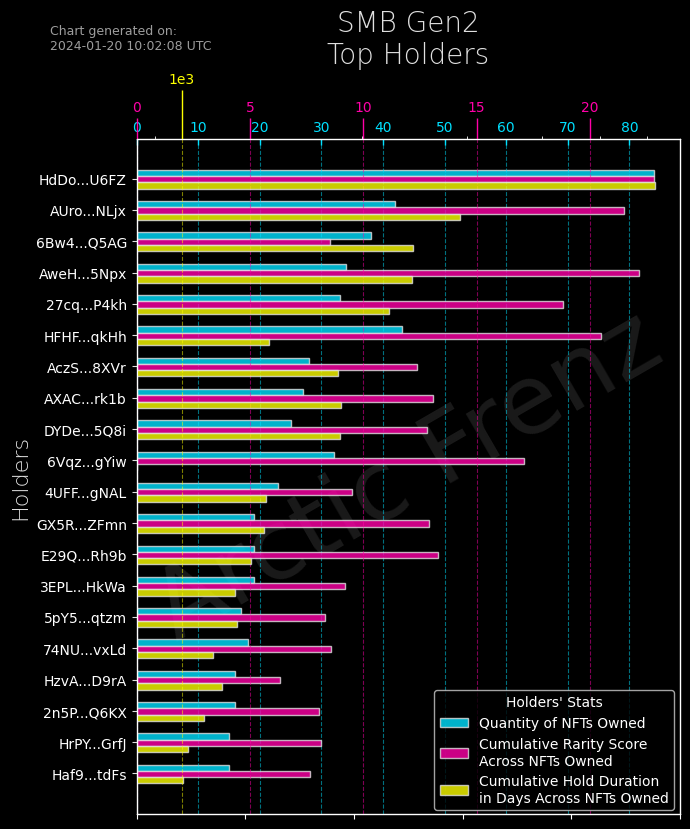 Chart generated on:
2024-01-20 10:02:08 UTC
SMB Gen2
Top Holders
1e3
0 5 10 15 20
0 10 20 30 40 50 60 70 80
Holders
HdDo...U6FZ
AUro...NLjx
6Bw4...Q5AG
AweH...5Npx
27cq...P4kh
HFHF...qkHh
AczS...8XVr
AXAC...rk1b
DYDe...5Q8i
6Vqz...gYiw
4UFF...gNAL
GX5R...ZFmn
E29Q...Rh9b
3EPL...HkWa
5pY5...qtzm
74NU...vxLd
HzvA...D9rA
2n5P...Q6KX
HrPY...GrfJ
Haf9...tdFs
Arctic Frenz
Holders' Stats
Quantity of NFTs Owned
Cumulative Rarity Score
Across NFTs Owned
Cumulative Hold Duration
in Days Across NFTs Owned